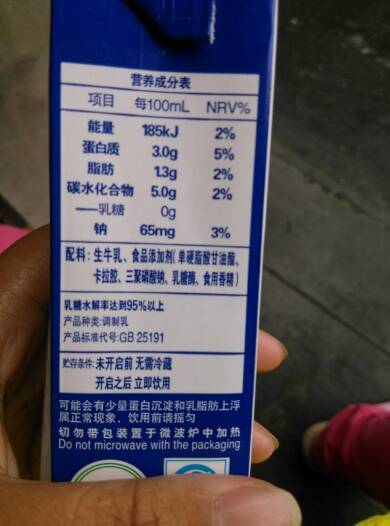 营养成分表
项目 每100mL NRV%
能量 185kJ 2%
蛋白质 3.0g 5%
脂肪 1.3g 2%
碳水化合物 5.0g 2%
——乳糖 0g
钠 65mg 3%
配料：生牛乳、食品添加剂（单硬脂酸甘油酯、
卡拉胶、三聚磷酸钠、乳糖酶、食用香精）
乳糖水解率达到95%以上
产品种类:调制乳
产品标准代号:GB 25191
贮存条件:未开启前 无需冷藏
开启之后 立即饮用
可能会有少量蛋白沉淀和乳脂肪上浮
属正常现象，饮用前请摇匀
切勿带包装置于微波炉中加热
Do not microwave with the packaging